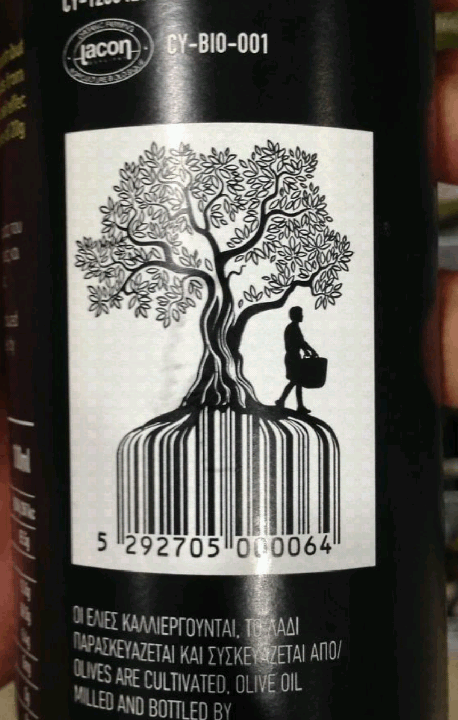 lacon
CY-BIO-001
5 292705 000064
ΟΙ ΕΛΙΕΣ ΚΑΛΛΙΕΡΓΟΥΝΤΑΙ, ΤΟ ΛΑΔΙ
ΠΑΡΑΣΚΕΥΑΖΕΤΑΙ ΚΑΙ ΣΥΣΚΕΥΑΖΕΤΑΙ ΑΠΟ/
OLIVES ARE CULTIVATED, OLIVE OIL
MILLED AND BOTTLED BY